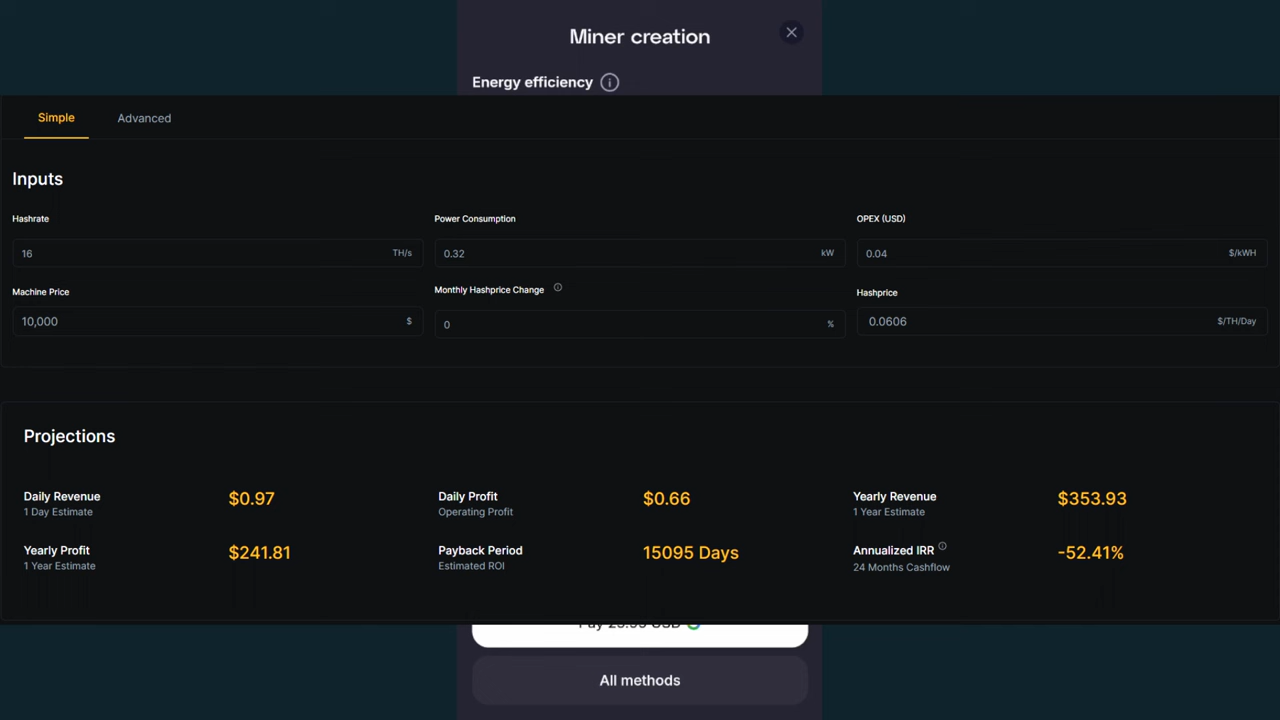 Miner creation
Energy efficiency
Simple
Advanced
Inputs
Hashrate
Power Consumption
OPEX (USD)
16 TH/s
0.32 kW
0.04 $/kWH
Machine Price
Monthly Hashprice Change
Hashprice
10,000 $
0 %
0.0606 $/TH/Day
Projections
Daily Revenue
1 Day Estimate
$0.97
Daily Profit
Operating Profit
$0.66
Yearly Revenue
1 Year Estimate
$353.93
Yearly Profit
1 Year Estimate
$241.81
Payback Period
Estimated ROI
15095 Days
Annualized IRR
24 Months Cashflow
-52.41%
All methods